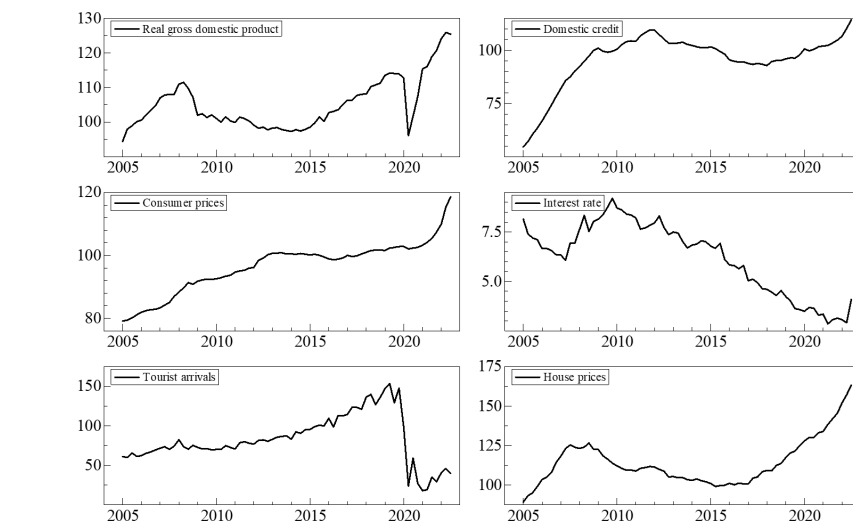 Real gross domestic product
130
120
110
100
2005 2010 2015 2020
Domestic credit
100
75
2005 2010 2015 2020
Consumer prices
120
100
80
2005 2010 2015 2020
Interest rate
7.5
5.0
2005 2010 2015 2020
Tourist arrivals
150
100
50
2005 2010 2015 2020
House prices
175
150
125
100
2005 2010 2015 2020